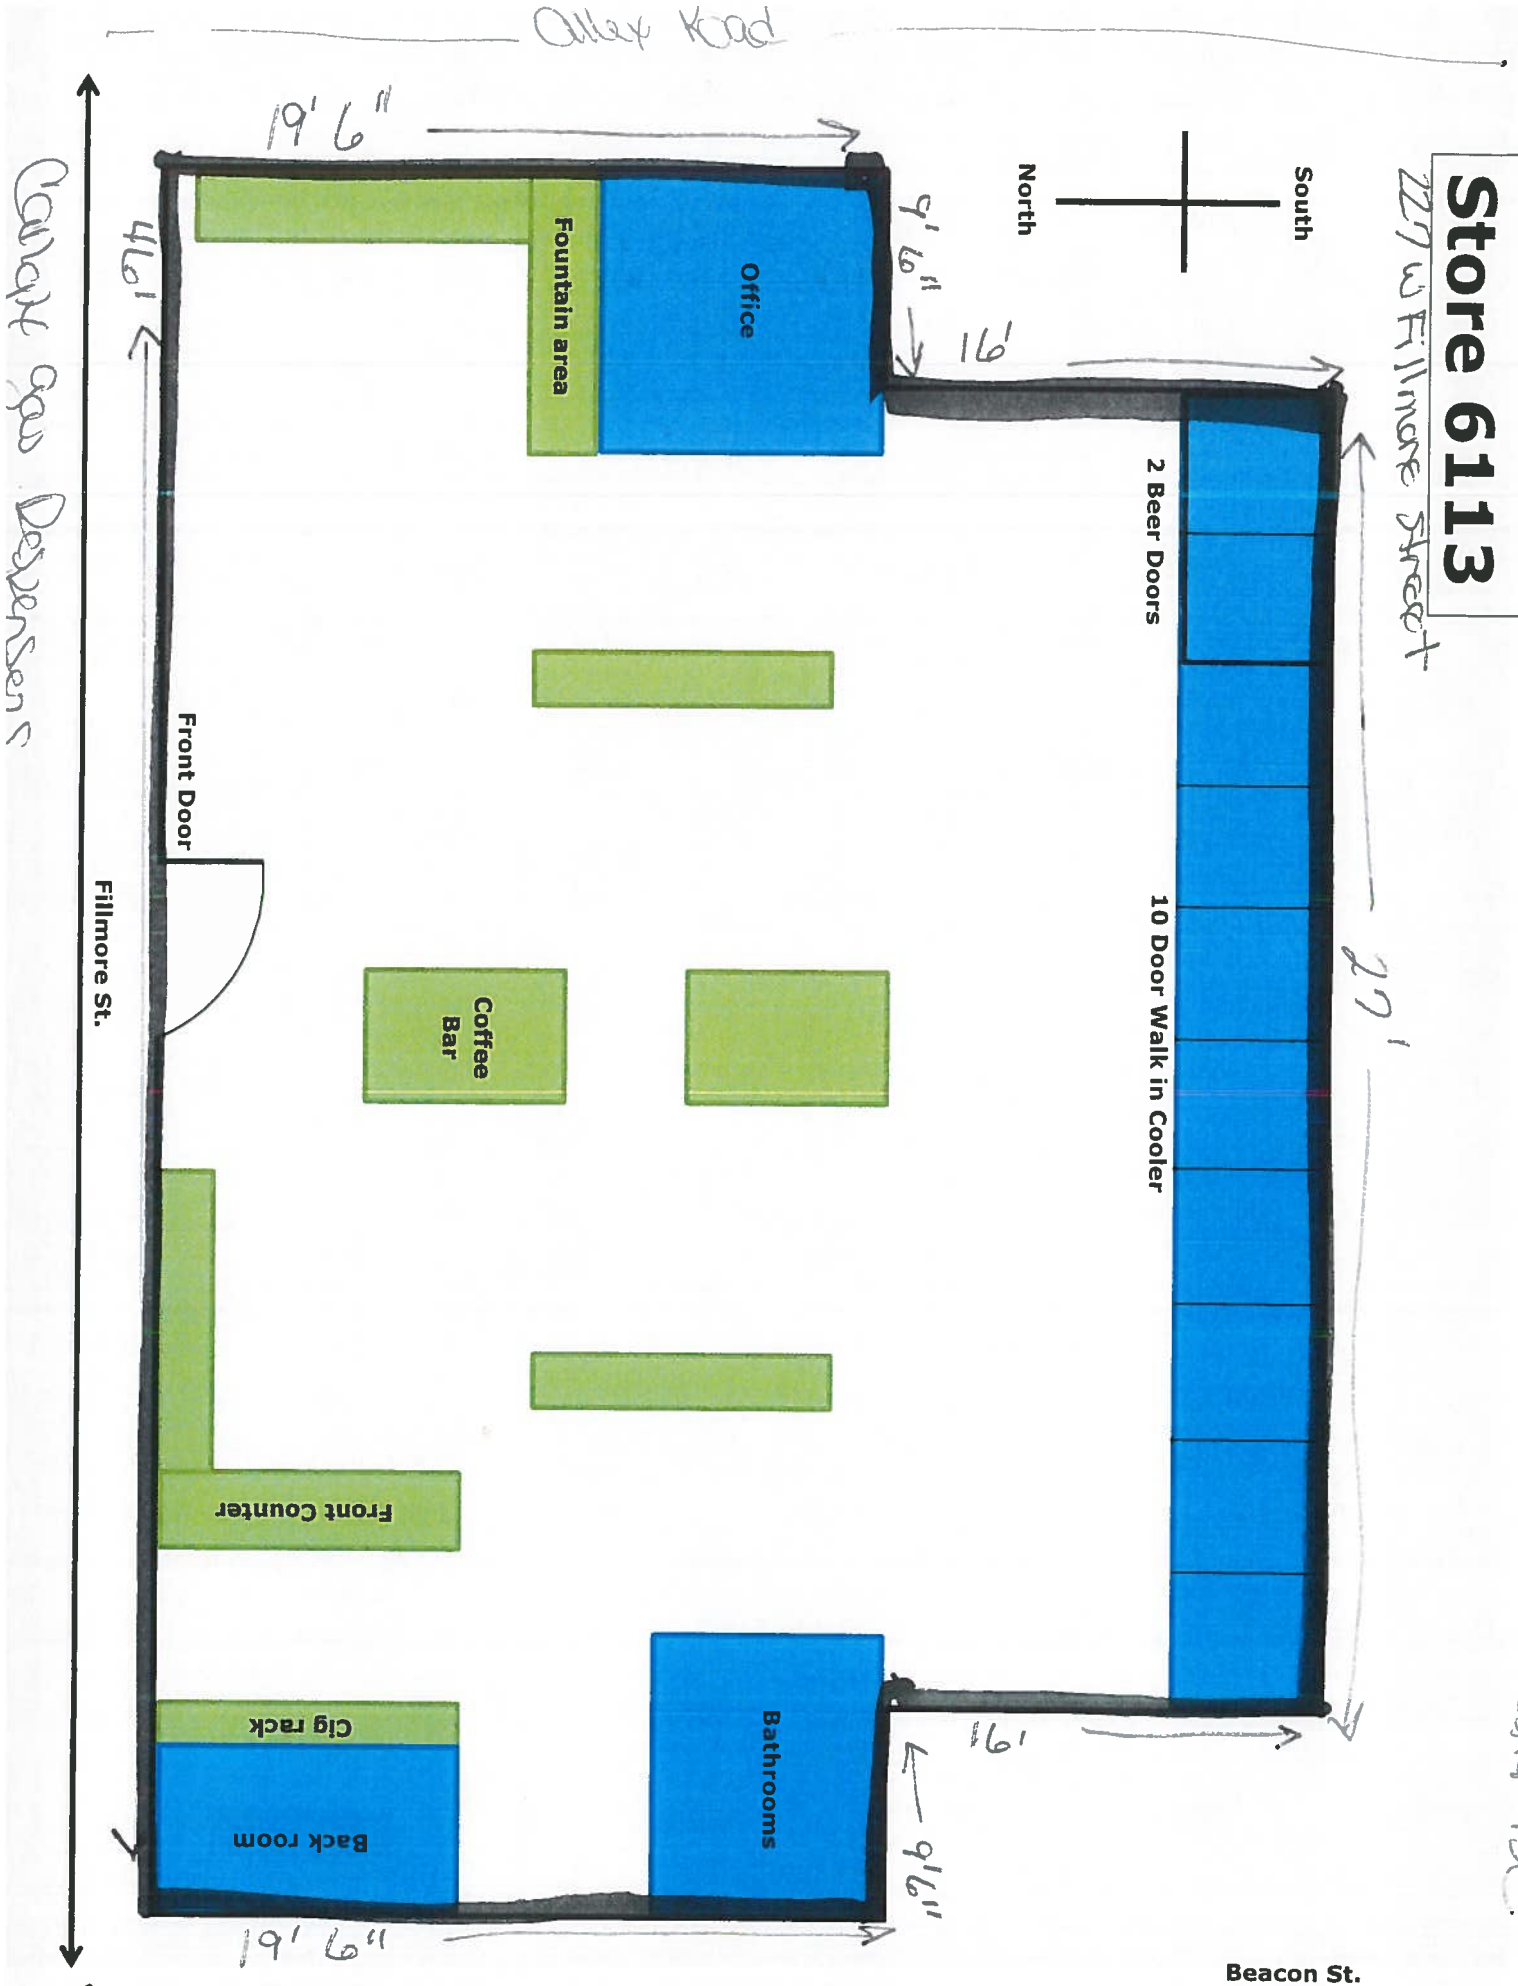 Store 6113
227 W Fillmore Street
South
North
19' 6"
9' 6"
16'
27'
46'
Office
Fountain area
2 Beer Doors
10 Door Walk in Cooler
Front Door
Coffee
Bar
Front Counter
Cig rack
Back room
Bathrooms
16'
9'6"
19' 6"
Fillmore St.
Beacon St.
Road